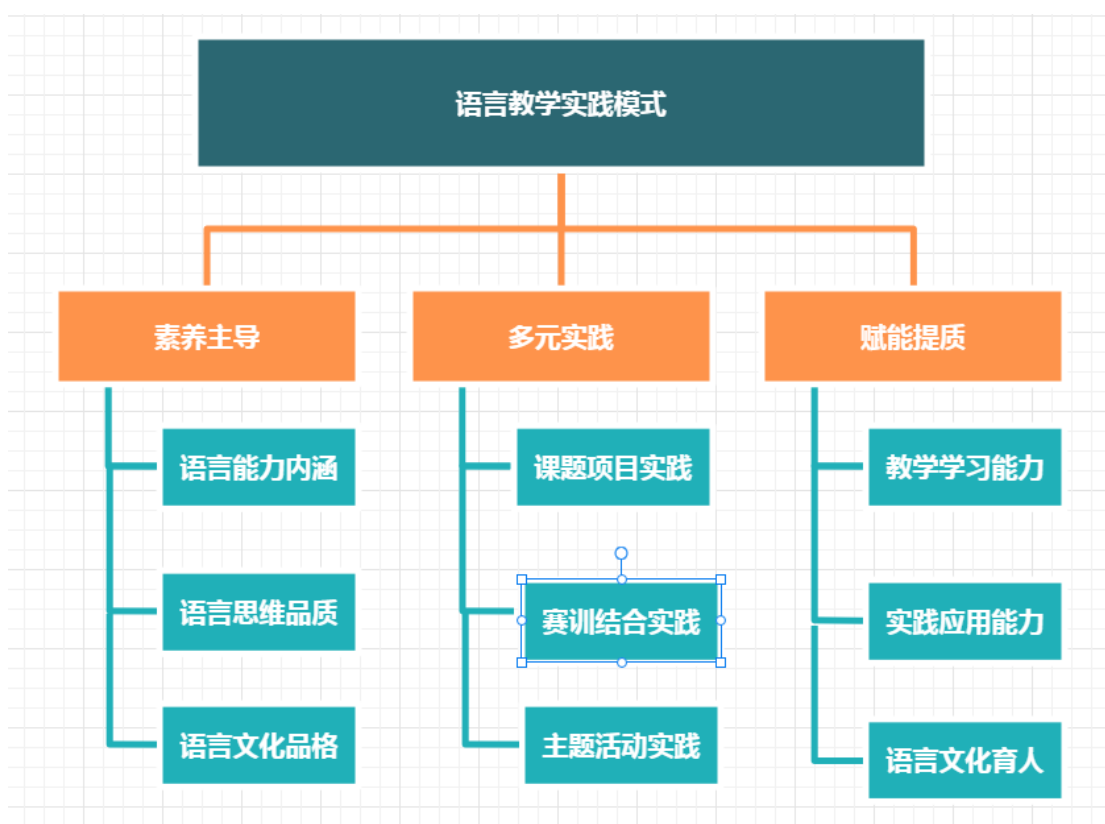 语言教学实践模式
素养主导
多元实践
赋能提质
语言能力内涵
课题项目实践
教学学习能力
语言思维品质
赛训结合实践
实践应用能力
语言文化品格
主题活动实践
语言文化育人